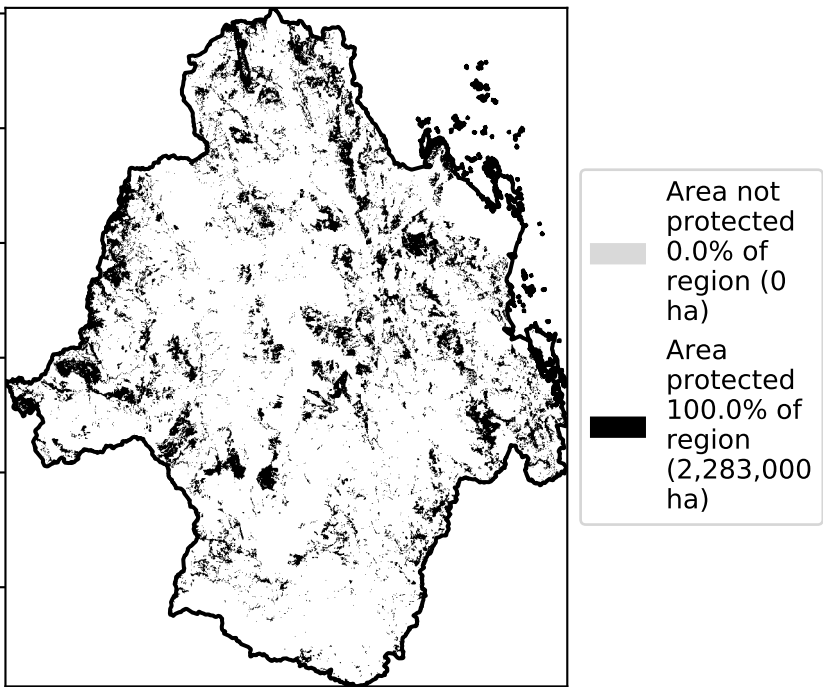 Area not
protected
0.0% of
region (0
ha)
Area
protected
100.0% of
region
(2,283,000
ha)